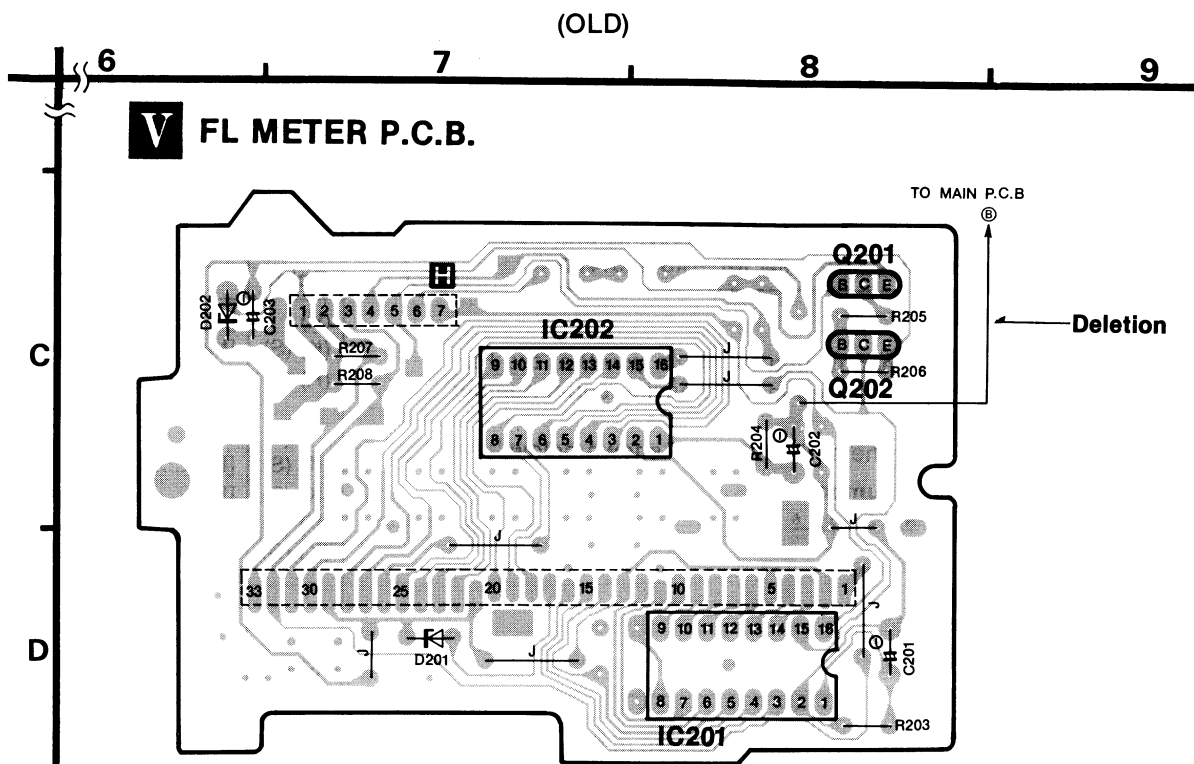 (OLD)
6 7 8 9
V FL METER P.C.B.
TO MAIN P.C.B
B
Q201
B C E
H
D202
C203
1 2 3 4 5 6 7
R205
Deletion
C
IC202
B C E
R207
9 10 11 12 13 14 15 16
J
R206
R208
J
Q202
8 7 6 5 4 3 2 1
R204
C202
J
J
33 30 25 20 15 10 5 1
J
D
9 10 11 12 13 14 15 16
J
D201
J
C201
8 7 6 5 4 3 2 1
R203
IC201